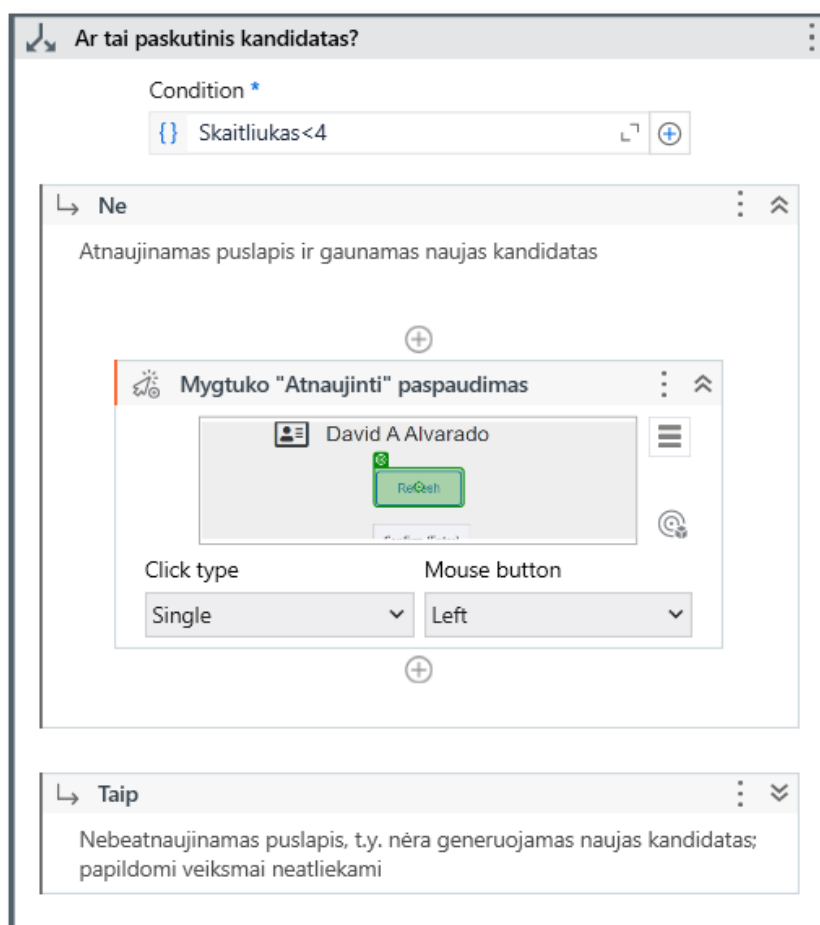 Ar tai paskutinis kandidatas?
Condition *
{} Skaitliukas<4
Ne
Atnaujinamas puslapis ir gaunamas naujas kandidatas
Mygtuko "Atnaujinti" paspaudimas
David A Alvarado
Refresh
Click type
Mouse button
Single
Left
Taip
Nebeatnaujinamas puslapis, t.y. nėra generuojamas naujas kandidatas;
papildomi veiksmai neatliekami